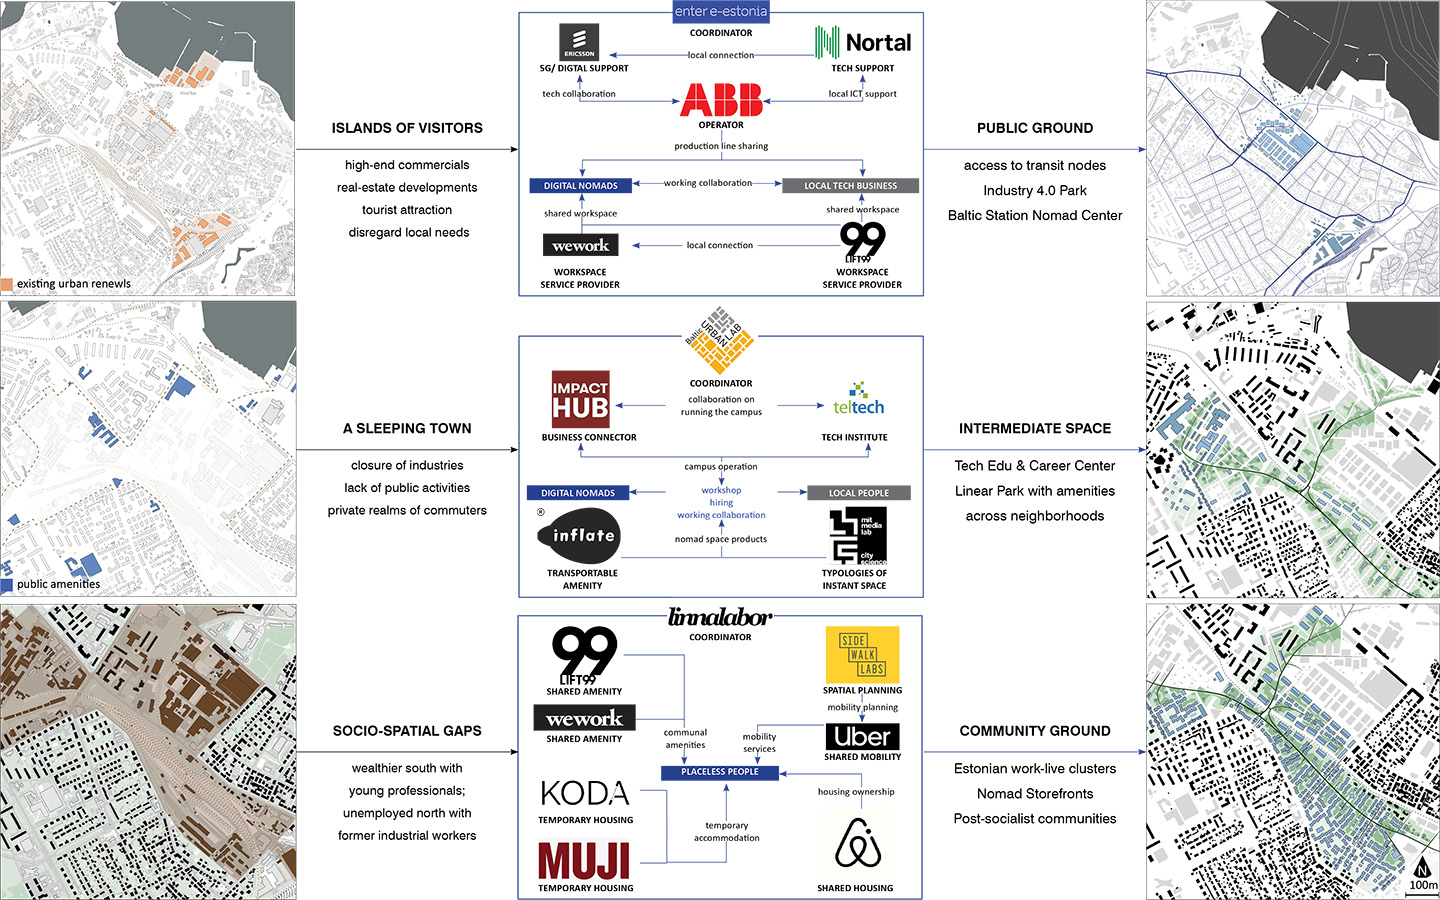 existing urban renewls
ISLANDS OF VISITORS
high-end commercials
real-estate developments
tourist attraction
disregard local needs
enter e-estonia
COORDINATOR
ERICSSON
5G/ DIGITAL SUPPORT
local connection
Nortal
TECH SUPPORT
tech collaboration
ABB
local ICT support
OPERATOR
production line sharing
DIGITAL NOMADS
working collaboration
LOCAL TECH BUSINESS
shared workspace
shared workspace
wework
local connection
99
LIFT99
WORKSPACE
SERVICE PROVIDER
WORKSPACE
SERVICE PROVIDER
PUBLIC GROUND
access to transit nodes
Industry 4.0 Park
Baltic Station Nomad Center
public amenities
A SLEEPING TOWN
closure of industries
lack of public activities
private realms of commuters
Baltic
URBAN LAB
COORDINATOR
collaboration on
running the campus
IMPACT
HUB
BUSINESS CONNECTOR
teltech
TECH INSTITUTE
campus operation
DIGITAL NOMADS
workshop
hiring
working collaboration
LOCAL PEOPLE
®
inflate
nomad space products
mit
media
lab
city
science
TRANSPORTABLE
AMENITY
TYPOLOGIES OF
INSTANT SPACE
INTERMEDIATE SPACE
Tech Edu & Career Center
Linear Park with amenities
across neighborhoods
SOCIO-SPATIAL GAPS
wealthier south with
young professionals;
unemployed north with
former industrial workers
linnalabor
COORDINATOR
99
LIFT99
SHARED AMENITY
SIDE
WALK
LABS
SPATIAL PLANNING
wework
SHARED AMENITY
mobility planning
communal
amenities
mobility
services
Uber
SHARED MOBILITY
PLACELESS PEOPLE
KODA
TEMPORARY HOUSING
housing ownership
temporary
accommodation
MUJI
TEMPORARY HOUSING
SHARED HOUSING
COMMUNITY GROUND
Estonian work-live clusters
Nomad Storefronts
Post-socialist communities
N
100m